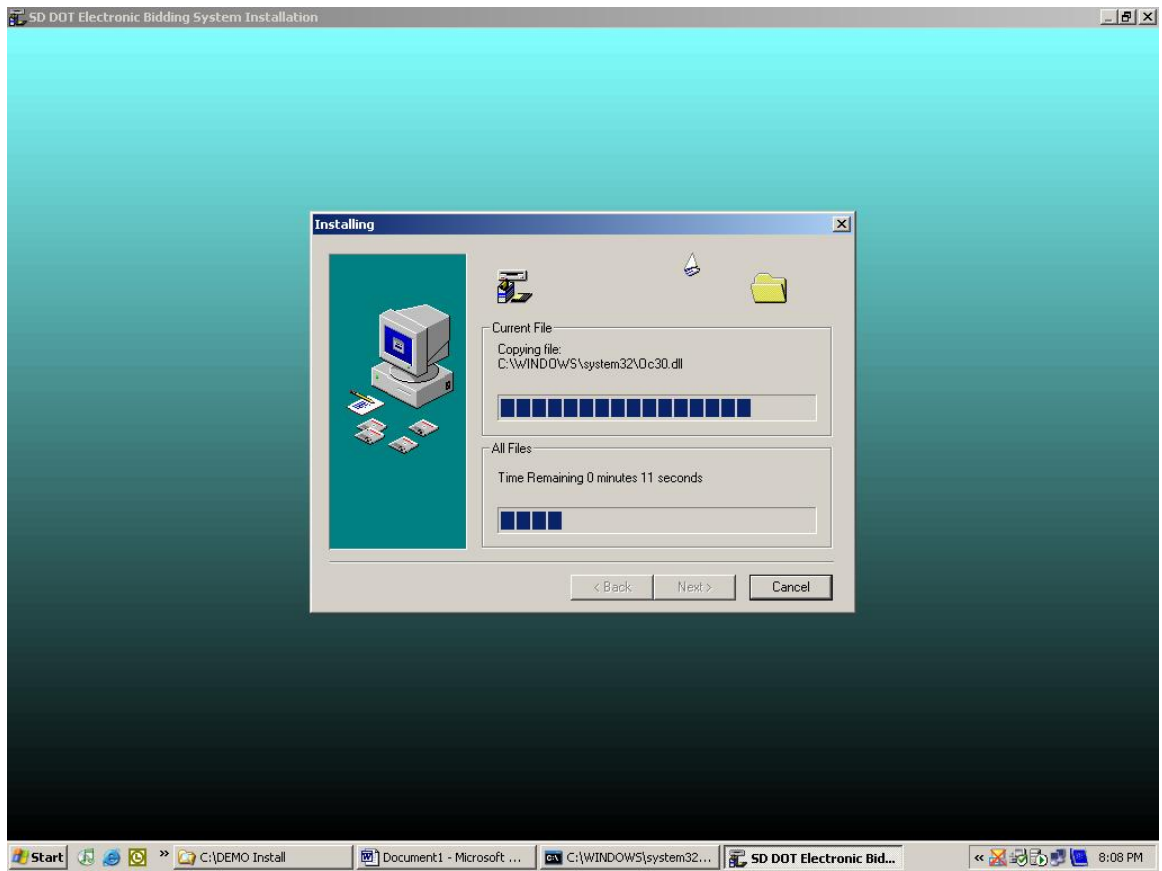 SD DOT Electronic Bidding System Installation
Installing
Current File
Copying file:
C:\WINDOWS\system32\Oc30.dll
All Files
Time Remaining 0 minutes 11 seconds
< Back
Next >
Cancel
Start
»
C:\DEMO Install
Document1 - Microsoft ...
C:\WINDOWS\system32...
SD DOT Electronic Bid...
«
8:08 PM